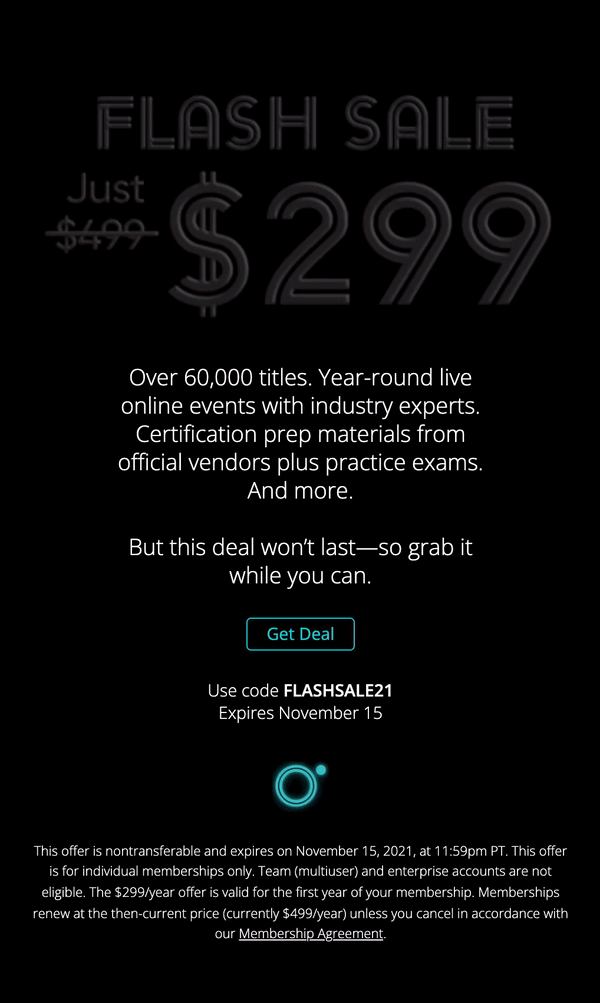 FLASH SALE
Just
$499
$299
Over 60,000 titles. Year-round live
online events with industry experts.
Certification prep materials from
official vendors plus practice exams.
And more.
But this deal won’t last—so grab it
while you can.
Get Deal
Use code FLASHSALE21
Expires November 15
This offer is nontransferable and expires on November 15, 2021, at 11:59pm PT. This offer
is for individual memberships only. Team (multiuser) and enterprise accounts are not
eligible. The $299/year offer is valid for the first year of your membership. Memberships
renew at the then-current price (currently $499/year) unless you cancel in accordance with
our Membership Agreement.